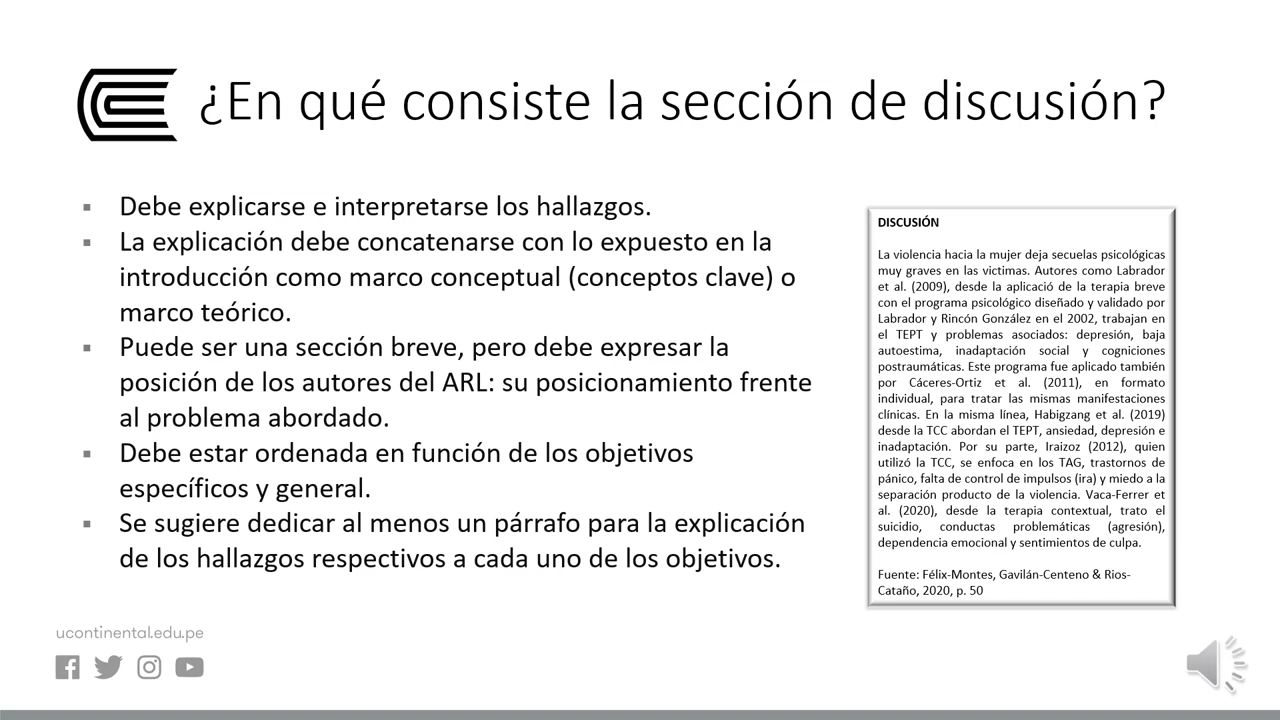 ¿En qué consiste la sección de discusión?
▪ Debe explicarse e interpretarse los hallazgos.
▪ La explicación debe concatenarse con lo expuesto en la
introducción como marco conceptual (conceptos clave) o
marco teórico.
▪ Puede ser una sección breve, pero debe expresar la
posición de los autores del ARL: su posicionamiento frente
al problema abordado.
▪ Debe estar ordenada en función de los objetivos
específicos y general.
▪ Se sugiere dedicar al menos un párrafo para la explicación
de los hallazgos respectivos a cada uno de los objetivos.
DISCUSIÓN
La violencia hacia la mujer deja secuelas psicológicas
muy graves en las victimas. Autores como Labrador
et al. (2009), desde la aplicació de la terapia breve
con el programa psicológico diseñado y validado por
Labrador y Rincón González en el 2002, trabajan en
el TEPT y problemas asociados: depresión, baja
autoestima, inadaptación social y cogniciones
postraumáticas. Este programa fue aplicado también
por Cáceres-Ortiz et al. (2011), en formato
individual, para tratar las mismas manifestaciones
clínicas. En la misma línea, Habigzang et al. (2019)
desde la TCC abordan el TEPT, ansiedad, depresión e
inadaptación. Por su parte, Iraizoz (2012), quien
utilizó la TCC, se enfoca en los TAG, trastornos de
pánico, falta de control de impulsos (ira) y miedo a la
separación producto de la violencia. Vaca-Ferrer et
al. (2020), desde la terapia contextual, trato el
suicidio, conductas problemáticas (agresión),
dependencia emocional y sentimientos de culpa.
Fuente: Félix-Montes, Gavilán-Centeno & Rios-
Cataño, 2020, p. 50
ucontinental.edu.pe